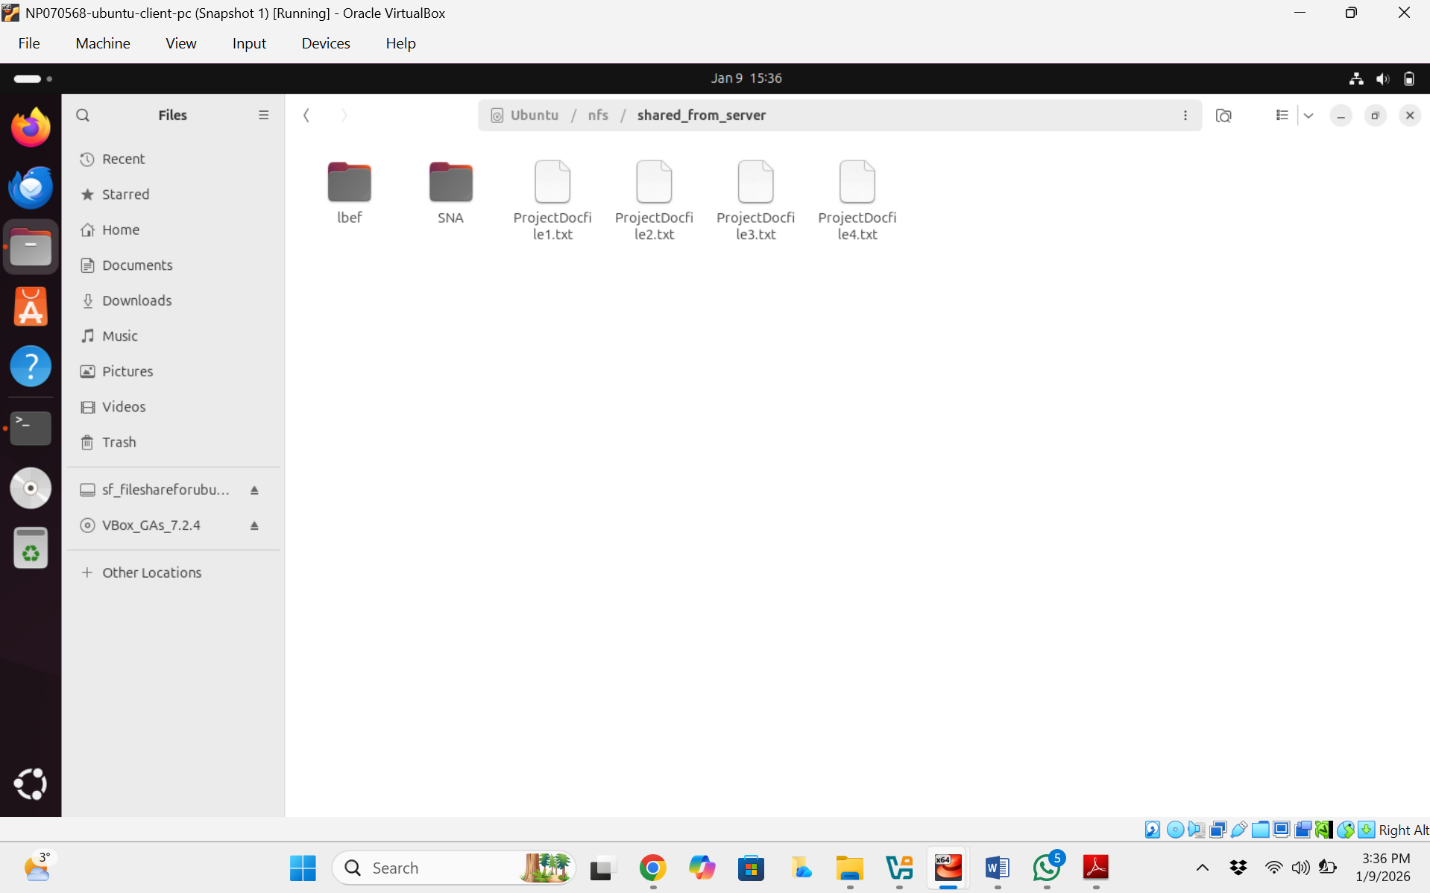 NP070568-ubuntu-client-pc (Snapshot 1) [Running] - Oracle VirtualBox
File Machine View Input Devices Help
Jan 9 15:36
Files
Ubuntu / nfs / shared_from_server
Recent
Starred
Home
Documents
Downloads
Music
Pictures
Videos
Trash
sf_fileshareforubu...
VBox_GAs_7.2.4
+ Other Locations
lbef
SNA
ProjectDocfi
le1.txt
ProjectDocfi
le2.txt
ProjectDocfi
le3.txt
ProjectDocfi
le4.txt
Right Alt
3°
Search
x64
5
3:36 PM
1/9/2026